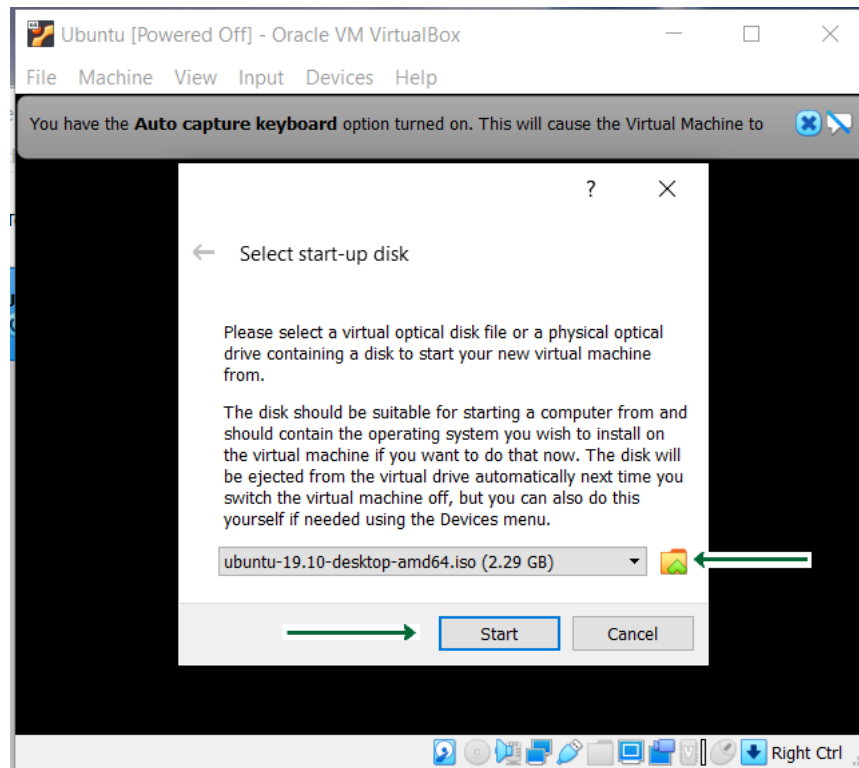 Ubuntu [Powered Off] - Oracle VM VirtualBox
File Machine View Input Devices Help
You have the Auto capture keyboard option turned on. This will cause the Virtual Machine to
?
Select start-up disk
Please select a virtual optical disk file or a physical optical
drive containing a disk to start your new virtual machine
from.
The disk should be suitable for starting a computer from and
should contain the operating system you wish to install on
the virtual machine if you want to do that now. The disk will
be ejected from the virtual drive automatically next time you
switch the virtual machine off, but you can also do this
yourself if needed using the Devices menu.
ubuntu-19.10-desktop-amd64.iso (2.29 GB)
Start Cancel
Right Ctrl